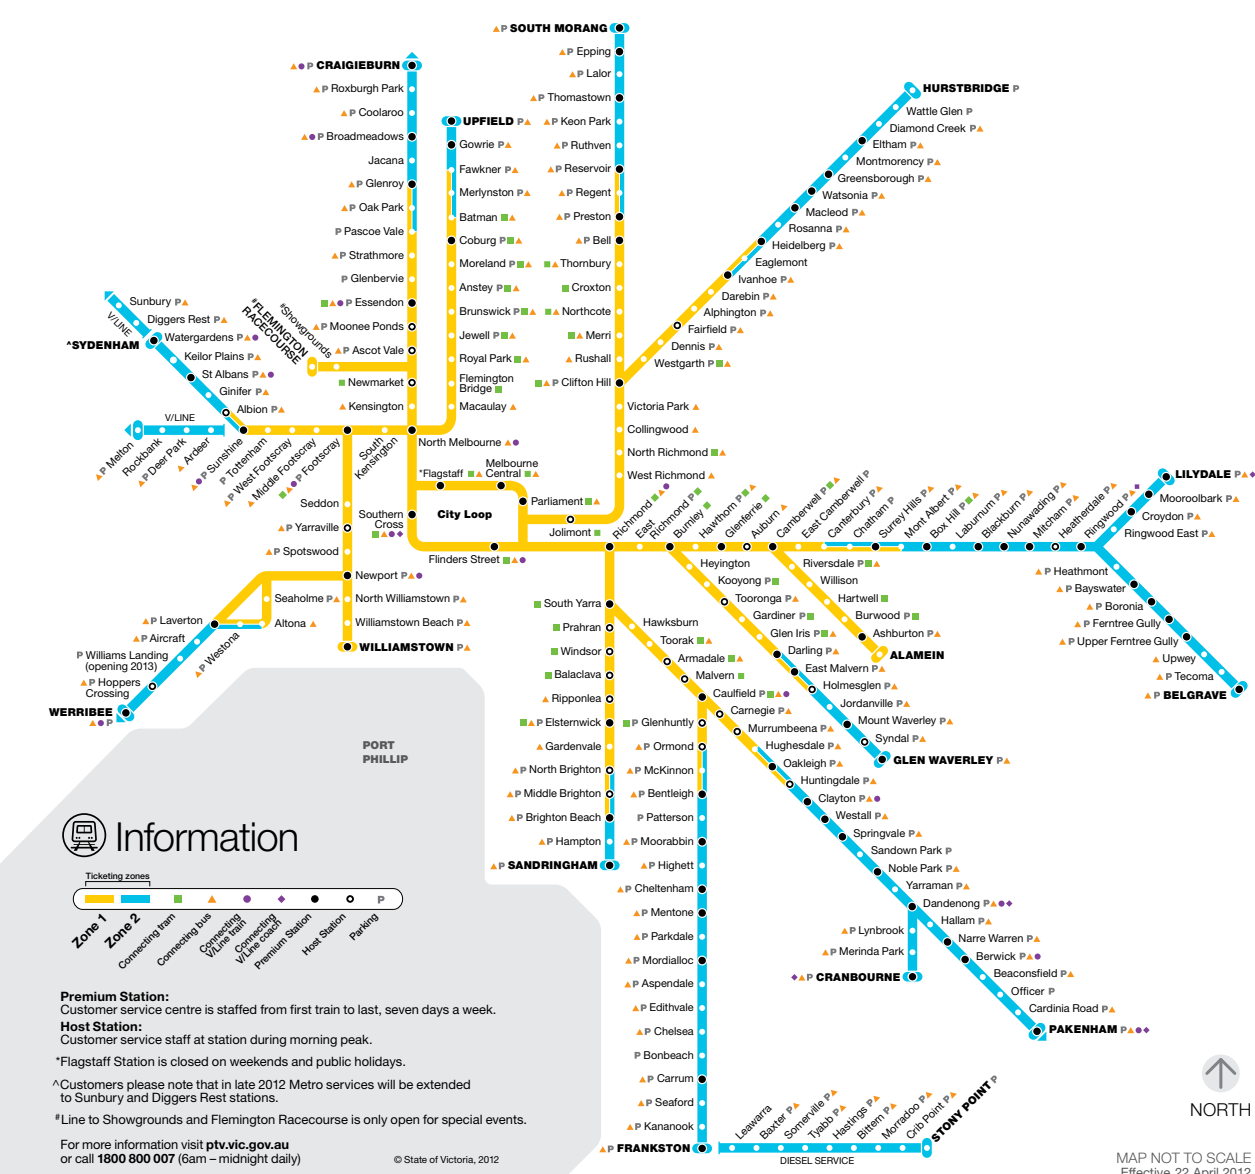 SOUTH MORANG
P Epping
P Lalor
P Thomastown
P Keon Park
P Ruthven
P Reservoir
P Regent
P Preston
P Bell
Thornbury
Croxton
Northcote
Merri
Rushall
P Clifton Hill
Victoria Park
Collingwood
North Richmond
West Richmond
Jolimont
P CRAIGIEBURN
P Roxburgh Park
P Coolaroo
P Broadmeadows
Jacana
P Glenroy
P Oak Park
P Pascoe Vale
P Strathmore
P Glenbervie
P Essendon
P Moonee Ponds
P Ascot Vale
Newmarket
Kensington
#Showgrounds
#FLEMINGTON
RACECOURSE
UPFIELD P
Gowrie P
Fawkner P
Merlynston P
Batman
Coburg P
Moreland P
Anstey P
Brunswick P
Jewell P
Royal Park
Flemington
Bridge
Macaulay
North Melbourne
HURSTBRIDGE P
Wattle Glen P
Diamond Creek P
Eltham P
Montmorency P
Greensborough P
Watsonia P
Macleod P
Rosanna P
Heidelberg P
Eaglemont
Ivanhoe P
Darebin P
Alphington P
Fairfield P
Dennis P
Westgarth P
Sunbury P
Diggers Rest P
V/LINE
Watergardens P
^SYDENHAM
Keilor Plains P
St Albans P
Ginifer P
Albion P
V/LINE
P Melton
Rockbank
P Deer Park
Ardeer
P Sunshine
P Tottenham
P West Footscray
Middle Footscray
P Footscray
South
Kensington
*Flagstaff
Melbourne
Central
Parliament
City Loop
Southern
Cross
Flinders Street
Seddon
P Yarraville
P Spotswood
Newport P
North Williamstown P
Williamstown Beach P
WILLIAMSTOWN P
Seaholme P
Altona
P Westona
P Laverton
P Aircraft
P Williams Landing
(opening 2013)
P Hoppers
Crossing
WERRIBEE
P
Richmond
East
Richmond P
Burnley
Hawthorn P
Glenferrie
Auburn
Camberwell P
East Camberwell P
Canterbury P
Chatham P
Surrey Hills P
Mont Albert P
Box Hill P
Laburnum P
Blackburn P
Nunawading P
Mitcham P
Heatherdale P
Ringwood P
LILYDALE P
Mooroolbark P
Croydon P
Ringwood East P
P Heathmont
P Bayswater
P Boronia
P Ferntree Gully
P Upper Ferntree Gully
Upwey
P Tecoma
P BELGRAVE
Riversdale P
Willison
Hartwell
Burwood P
Ashburton P
ALAMEIN
Heyington
Kooyong P
Tooronga P
Gardiner P
Glen Iris P
Darling P
East Malvern P
Holmesglen P
Jordanville P
Mount Waverley P
Syndal P
GLEN WAVERLEY P
South Yarra
Prahran
Windsor
Balaclava
Ripponlea
P Elsternwick
Gardenvale
P North Brighton
P Middle Brighton
P Brighton Beach
P Hampton
P SANDRINGHAM
Hawksburn
Toorak
Armadale
Malvern
Caulfield P
Carnegie P
Murrumbeena P
Hughesdale P
Oakleigh P
Huntingdale P
Clayton P
Westall P
Springvale P
Sandown Park P
Noble Park P
Yarraman P
Dandenong P
Hallam P
Narre Warren P
Berwick P
Beaconsfield P
Officer P
Cardinia Road P
PAKENHAM P
P Lynbrook
P Merinda Park
P CRANBOURNE
P Glenhuntly
P Ormond
P McKinnon
P Bentleigh
P Patterson
P Moorabbin
P Highett
P Cheltenham
P Mentone
P Parkdale
P Mordialloc
P Aspendale
P Edithvale
P Chelsea
P Bonbeach
P Carrum
P Seaford
P Kananook
P FRANKSTON
Leawarra
Baxter P
Somerville P
Tyabb P
Hastings P
Bittern P
Morradoo P
Crib Point P
STONY POINT P
DIESEL SERVICE
PORT
PHILLIP
Information
Ticketing zones
Zone 1
Zone 2
Connecting tram
Connecting bus
Connecting
V/Line train
Connecting
V/Line coach
Premium Station
Host Station
Parking
P
Premium Station:
Customer service centre is staffed from first train to last, seven days a week.
Host Station:
Customer service staff at station during morning peak.
*Flagstaff Station is closed on weekends and public holidays.
^Customers please note that in late 2012 Metro services will be extended
to Sunbury and Diggers Rest stations.
#Line to Showgrounds and Flemington Racecourse is only open for special events.
For more information visit ptv.vic.gov.au
or call 1800 800 007 (6am – midnight daily)
© State of Victoria, 2012
NORTH
MAP NOT TO SCALE
Effective 22 April 2012